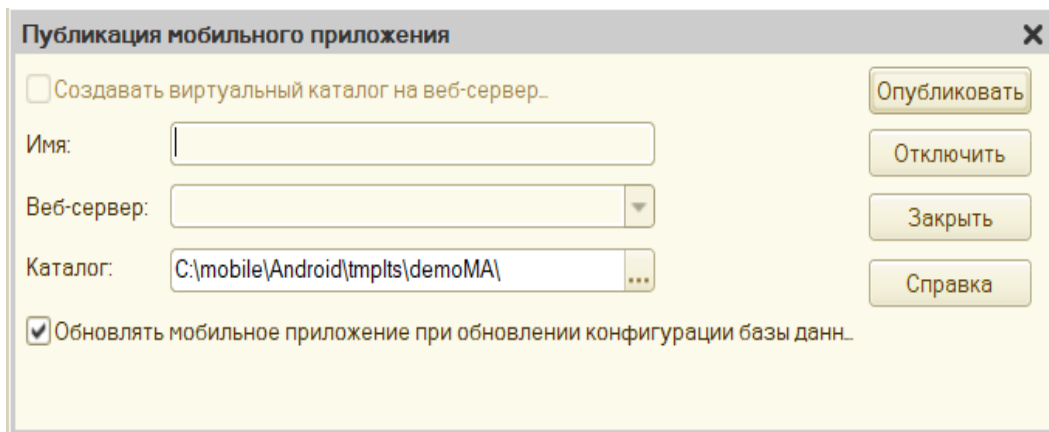 Публикация мобильного приложения
Создавать виртуальный каталог на веб-сервер...
Опубликовать
Имя:
Отключить
Веб-сервер:
Закрыть
Каталог: C:\mobile\Android\tmplts\demoMA\ ...
Справка
Обновлять мобильное приложение при обновлении конфигурации базы данн...